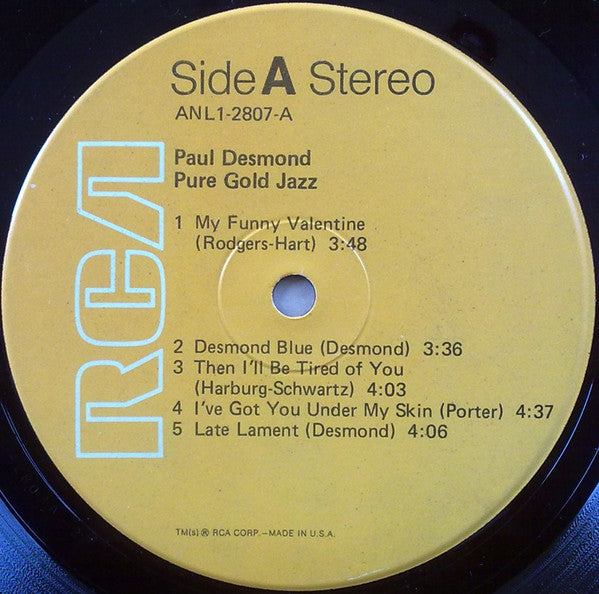 Side A Stereo
ANL1-2807-A
RCA
Paul Desmond
Pure Gold Jazz
1 My Funny Valentine
(Rodgers-Hart) 3:48
2 Desmond Blue (Desmond) 3:36
3 Then I'll Be Tired of You
(Harburg-Schwartz) 4:03
4 I've Got You Under My Skin (Porter) 4:37
5 Late Lament (Desmond) 4:06
TM(s) ® RCA CORP.—MADE IN U.S.A.